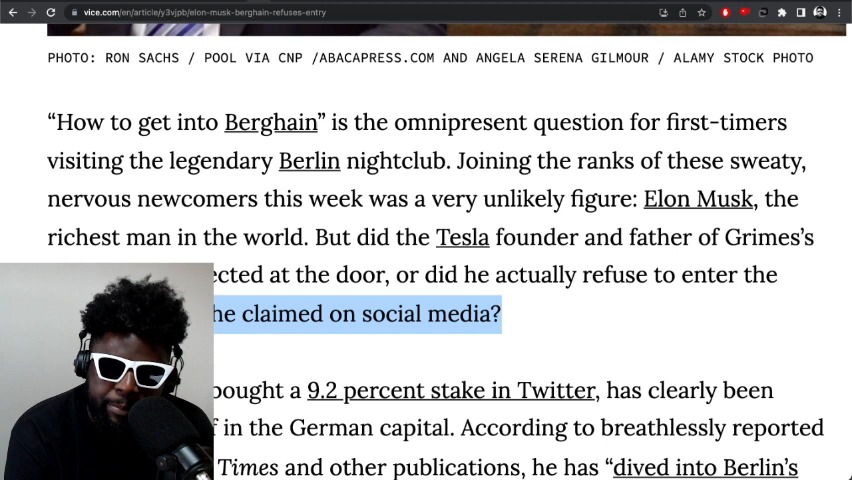 vice.com/en/article/y3vjpb/elon-musk-berghain-refuses-entry
PHOTO: RON SACHS / POOL VIA CNP /ABACAPRESS.COM AND ANGELA SERENA GILMOUR / ALAMY STOCK PHOTO
“How to get into Berghain” is the omnipresent question for first-timers
visiting the legendary Berlin nightclub. Joining the ranks of these sweaty,
nervous newcomers this week was a very unlikely figure: Elon Musk, the
richest man in the world. But did the Tesla founder and father of Grimes’s
ected at the door, or did he actually refuse to enter the
he claimed on social media?
bought a 9.2 percent stake in Twitter, has clearly been
in the German capital. According to breathlessly reported
Times and other publications, he has “dived into Berlin’s